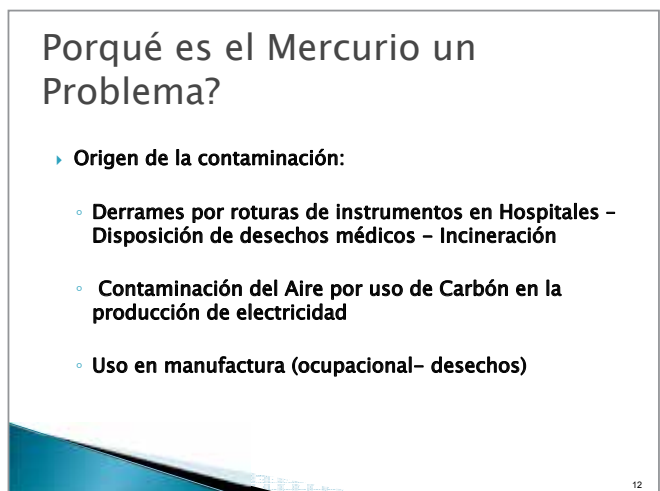 Porqué es el Mercurio un
Problema?
Origen de la contaminación:
Derrames por roturas de instrumentos en Hospitales –
Disposición de desechos médicos – Incineración
Contaminación del Aire por uso de Carbón en la
producción de electricidad
Uso en manufactura (ocupacional– desechos)
12